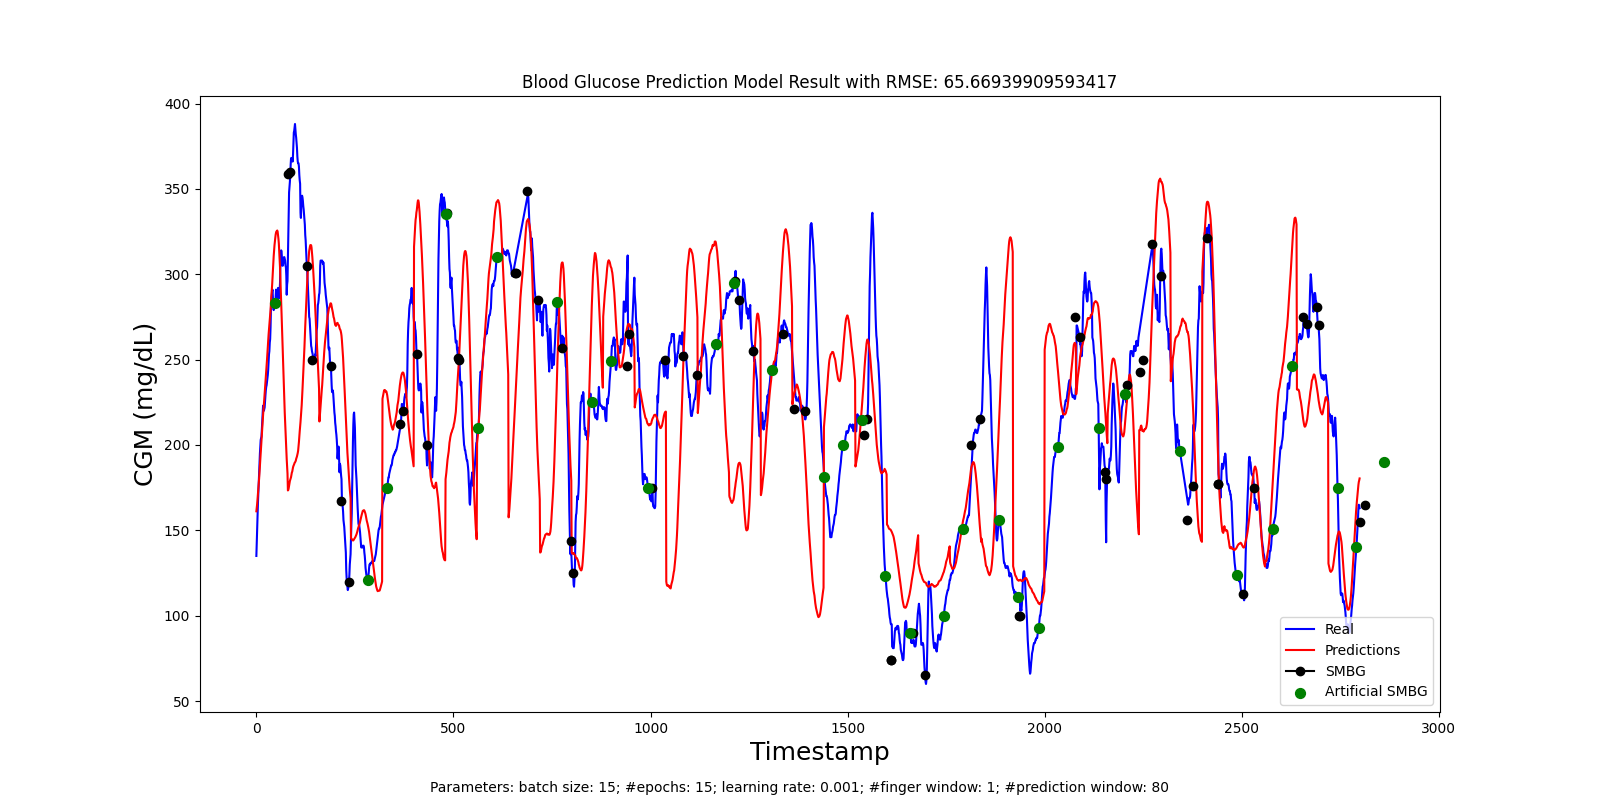 Blood Glucose Prediction Model Result with RMSE: 65.66939909593417
400
350
300
250
200
150
100
50
CGM (mg/dL)
0 500 1000 1500 2000 2500 3000
Timestamp
Real
Predictions
SMBG
Artificial SMBG
Parameters: batch size: 15; #epochs: 15; learning rate: 0.001; #finger window: 1; #prediction window: 80